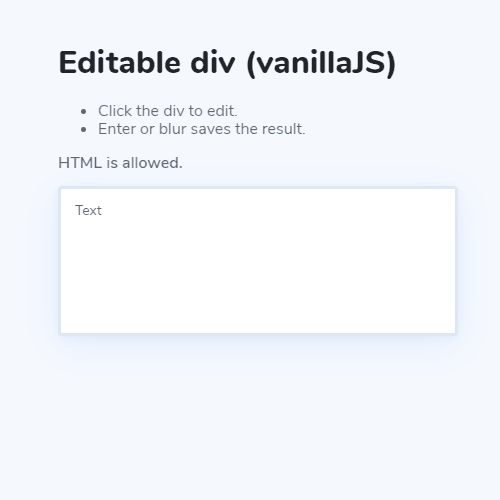 Editable div (vanillaJS)
Click the div to edit.
Enter or blur saves the result.
HTML is allowed.
Text